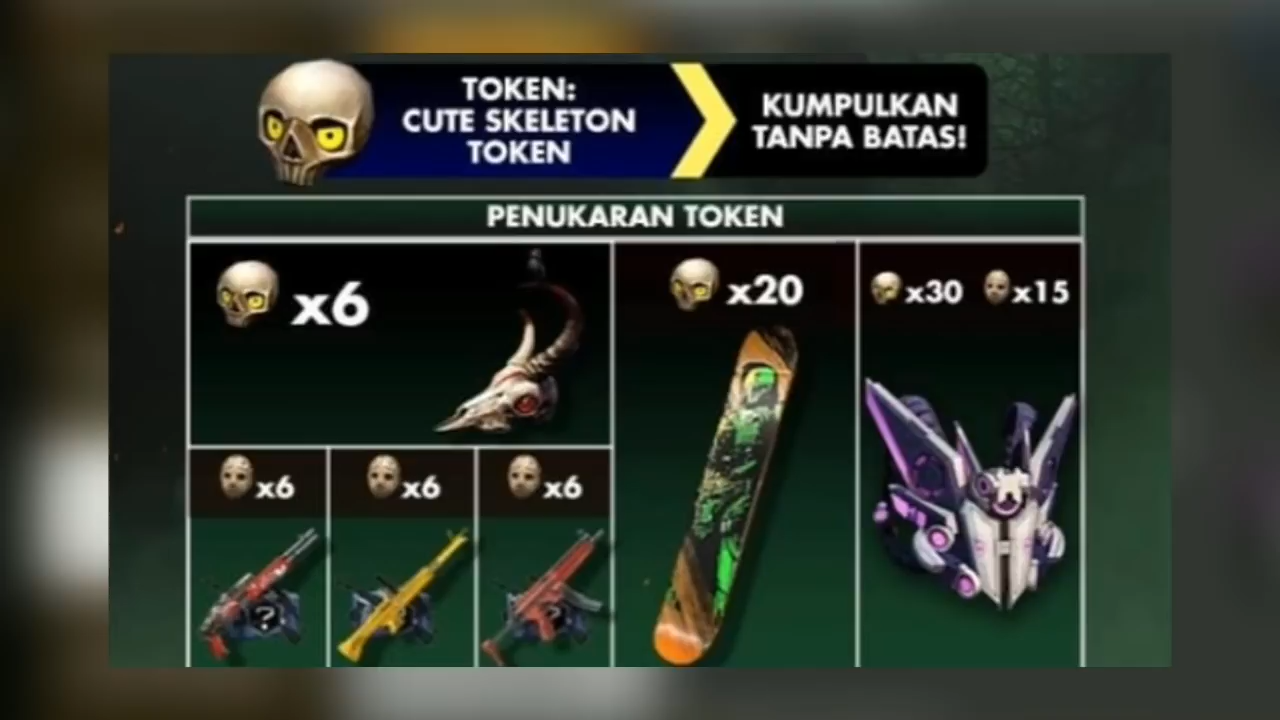 TOKEN:
CUTE SKELETON
TOKEN
KUMPULKAN
TANPA BATAS!
PENUKARAN TOKEN
x6
x20
x30 x15
x6 x6 x6
?
?